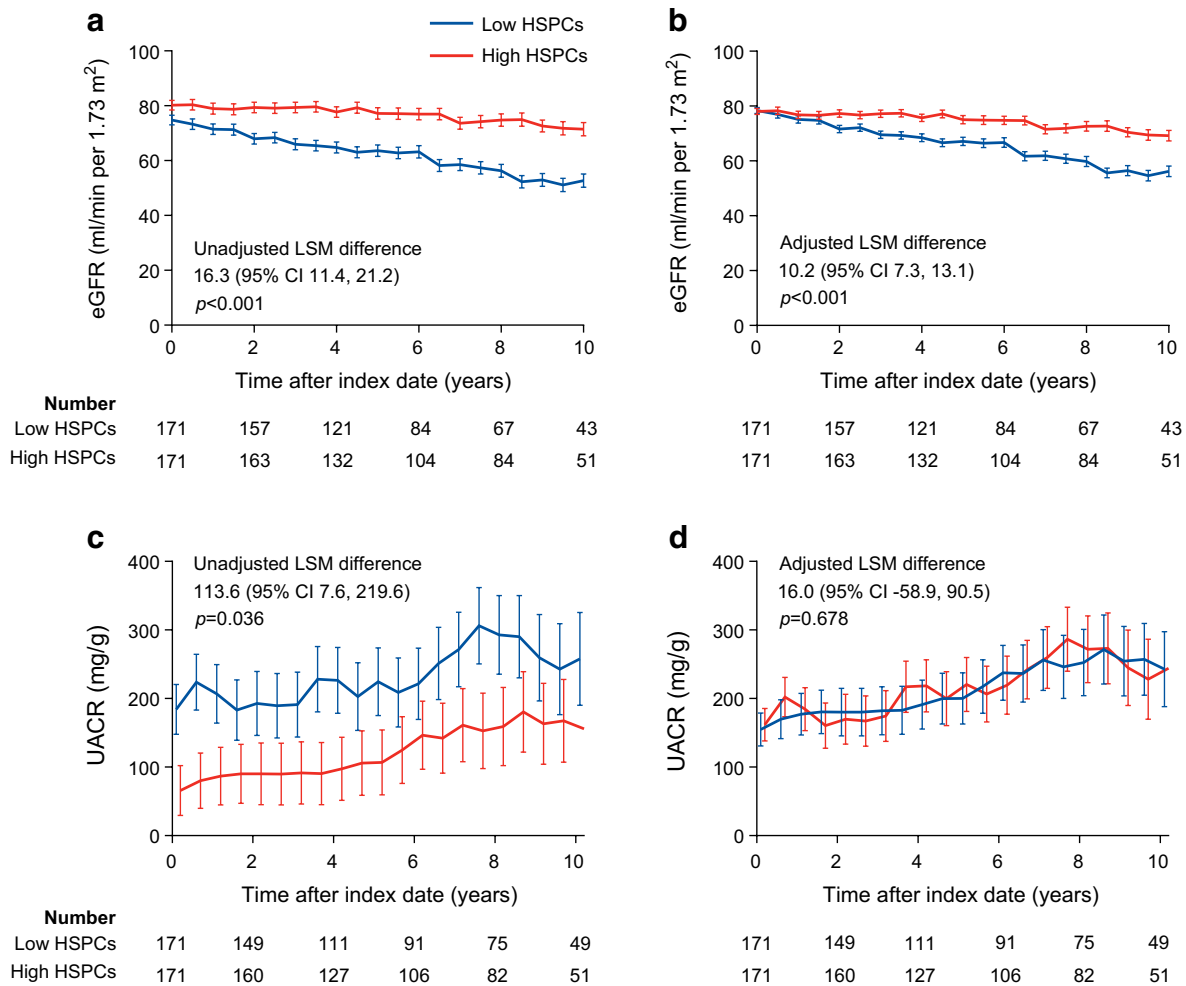 a
Low HSPCs
High HSPCs
eGFR (ml/min per 1.73 m²)
100
80
60
40
20
0
Unadjusted LSM difference
16.3 (95% CI 11.4, 21.2)
p<0.001
0 2 4 6 8 10
Time after index date (years)
Number
Low HSPCs 171 157 121 84 67 43
High HSPCs 171 163 132 104 84 51
b
eGFR (ml/min per 1.73 m²)
100
80
60
40
20
0
Adjusted LSM difference
10.2 (95% CI 7.3, 13.1)
p<0.001
0 2 4 6 8 10
Time after index date (years)
171 157 121 84 67 43
171 163 132 104 84 51
c
UACR (mg/g)
400
300
200
100
0
Unadjusted LSM difference
113.6 (95% CI 7.6, 219.6)
p=0.036
0 2 4 6 8 10
Time after index date (years)
Number
Low HSPCs 171 149 111 91 75 49
High HSPCs 171 160 127 106 82 51
d
UACR (mg/g)
400
300
200
100
0
Adjusted LSM difference
16.0 (95% CI -58.9, 90.5)
p=0.678
0 2 4 6 8 10
Time after index date (years)
171 149 111 91 75 49
171 160 127 106 82 51